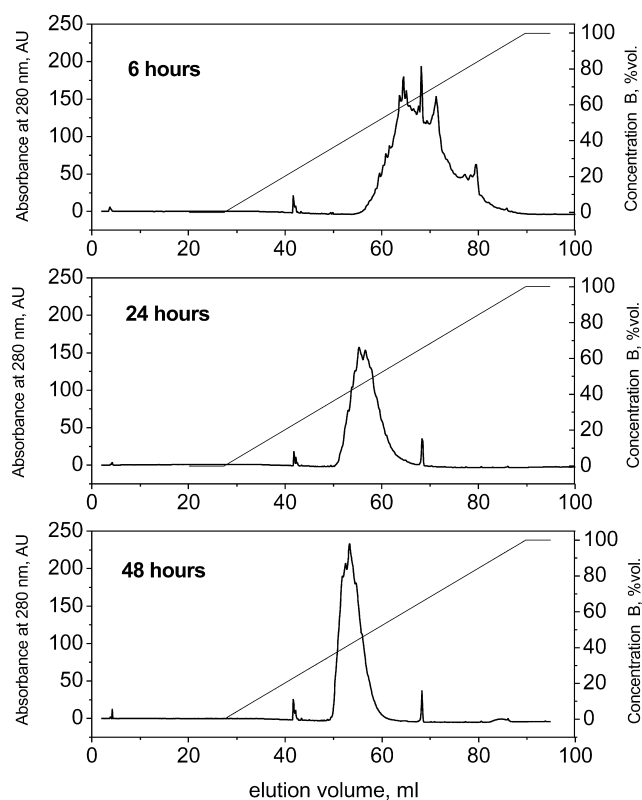 250
200
150
100
50
0
Absorbance at 280 nm, AU
6 hours
100
80
60
40
20
0
Concentration B, %vol.
0 20 40 60 80 100
250
200
150
100
50
0
Absorbance at 280 nm, AU
24 hours
100
80
60
40
20
0
Concentration B, %vol.
0 20 40 60 80 100
250
200
150
100
50
0
Absorbance at 280 nm, AU
48 hours
100
80
60
40
20
0
Concentration B, %vol.
0 20 40 60 80 100
elution volume, ml